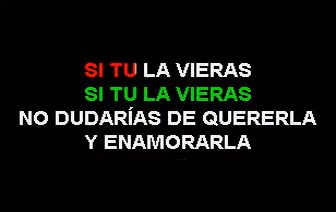 SI TU LA VIERAS
SI TU LA VIERAS
NO DUDARÍAS DE QUERERLA
Y ENAMORARLA